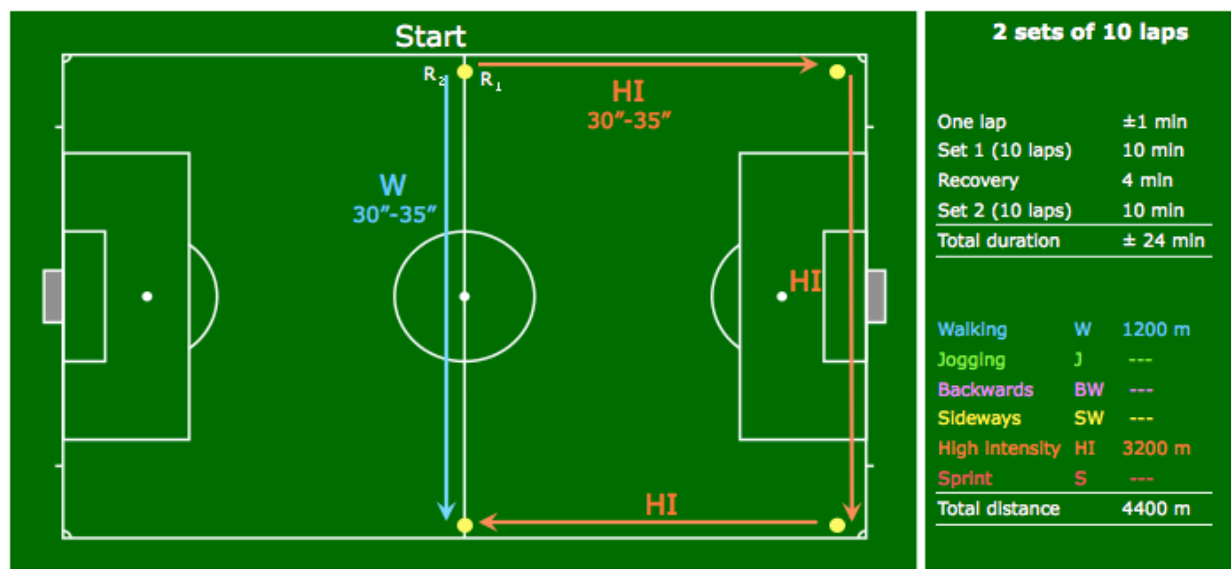 Start
R₂ R₁
HI
30”-35”
W
30”-35”
HI
HI
2 sets of 10 laps
One lap ±1 min
Set 1 (10 laps) 10 min
Recovery 4 min
Set 2 (10 laps) 10 min
Total duration ± 24 min
Walking W 1200 m
Jogging J ---
Backwards BW ---
Sideways SW ---
High intensity HI 3200 m
Sprint S ---
Total distance 4400 m